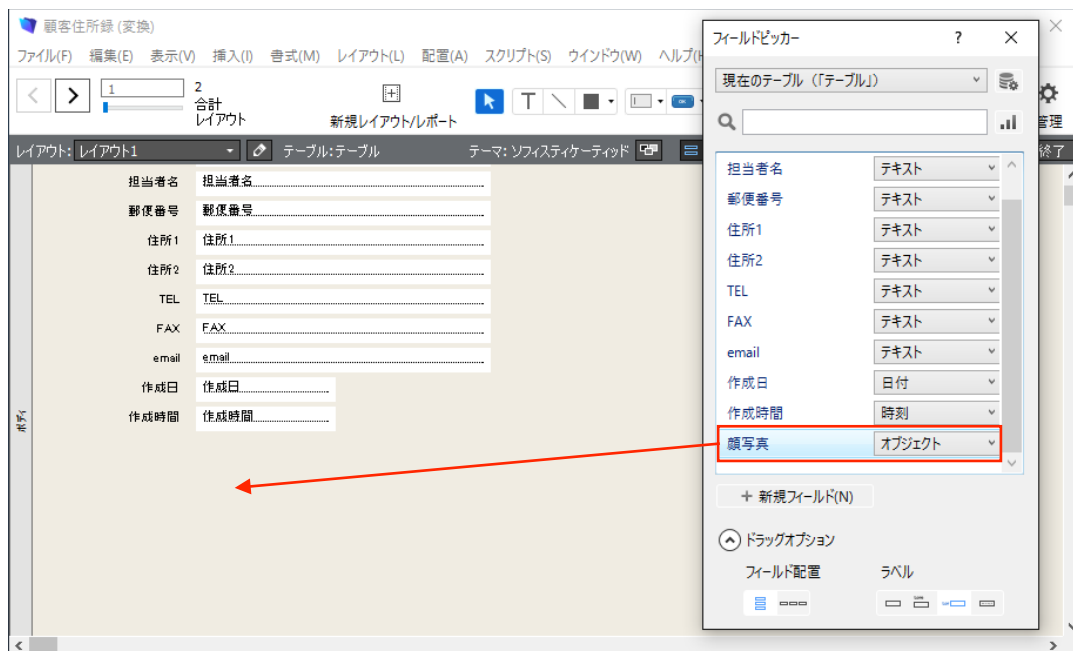 顧客住所録 (変換)
ファイル(F) 編集(E) 表示(V) 挿入(I) 書式(M) レイアウト(L) 配置(A) スクリプト(S) ウインドウ(W) ヘルプ(H
1
2
合計
レイアウト
新規レイアウト/レポート
管理
レイアウト: レイアウト1 テーブル:テーブル テーマ: ソフィスティケーティッド 終了
担当者名 担当者名
郵便番号 郵便番号
住所1 住所1
住所2 住所2
TEL TEL
FAX FAX
email email
作成日 作成日
作成時間 作成時間
ボディ
フィールドピッカー ?
現在のテーブル (「テーブル」)
担当者名 テキスト
郵便番号 テキスト
住所1 テキスト
住所2 テキスト
TEL テキスト
FAX テキスト
email テキスト
作成日 日付
作成時間 時刻
顔写真 オブジェクト
+ 新規フィールド(N)
ドラッグオプション
フィールド配置 ラベル